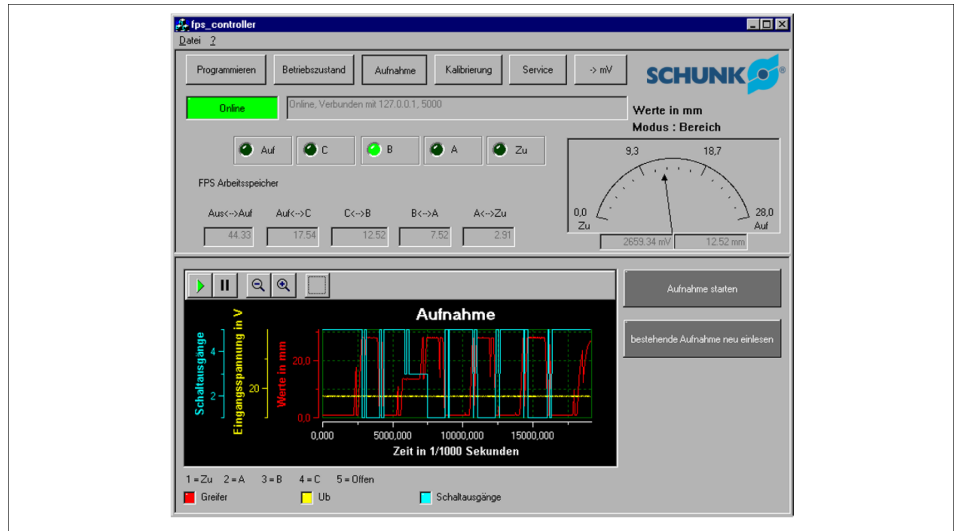 fps_controller
Datei ?
Programmieren Betriebszustand Aufnahme Kalibrierung Service -> mV
SCHUNK ®
Online
Online, Verbunden mit 127.0.0.1, 5000
Werte in mm
Modus : Bereich
Auf C B A Zu
9,3 18,7
0,0 28,0
Zu Auf
2659.34 mV 12.52 mm
FPS Arbeitsspeicher
Aus<-->Auf Auf<-->C C<-->B B<-->A A<-->Zu
44.33 17.54 12.52 7.52 2.91
Aufnahme starten
bestehende Aufnahme neu einlesen
Aufnahme
Schaltausgänge
4
2
Eingangsspannung in V
20
Werte in mm
20,0
0,0
0,000 5000,000 10000,000 15000,000
Zeit in 1/1000 Sekunden
1 = Zu 2 = A 3 = B 4 = C 5 = Offen
Greifer Ub Schaltausgänge